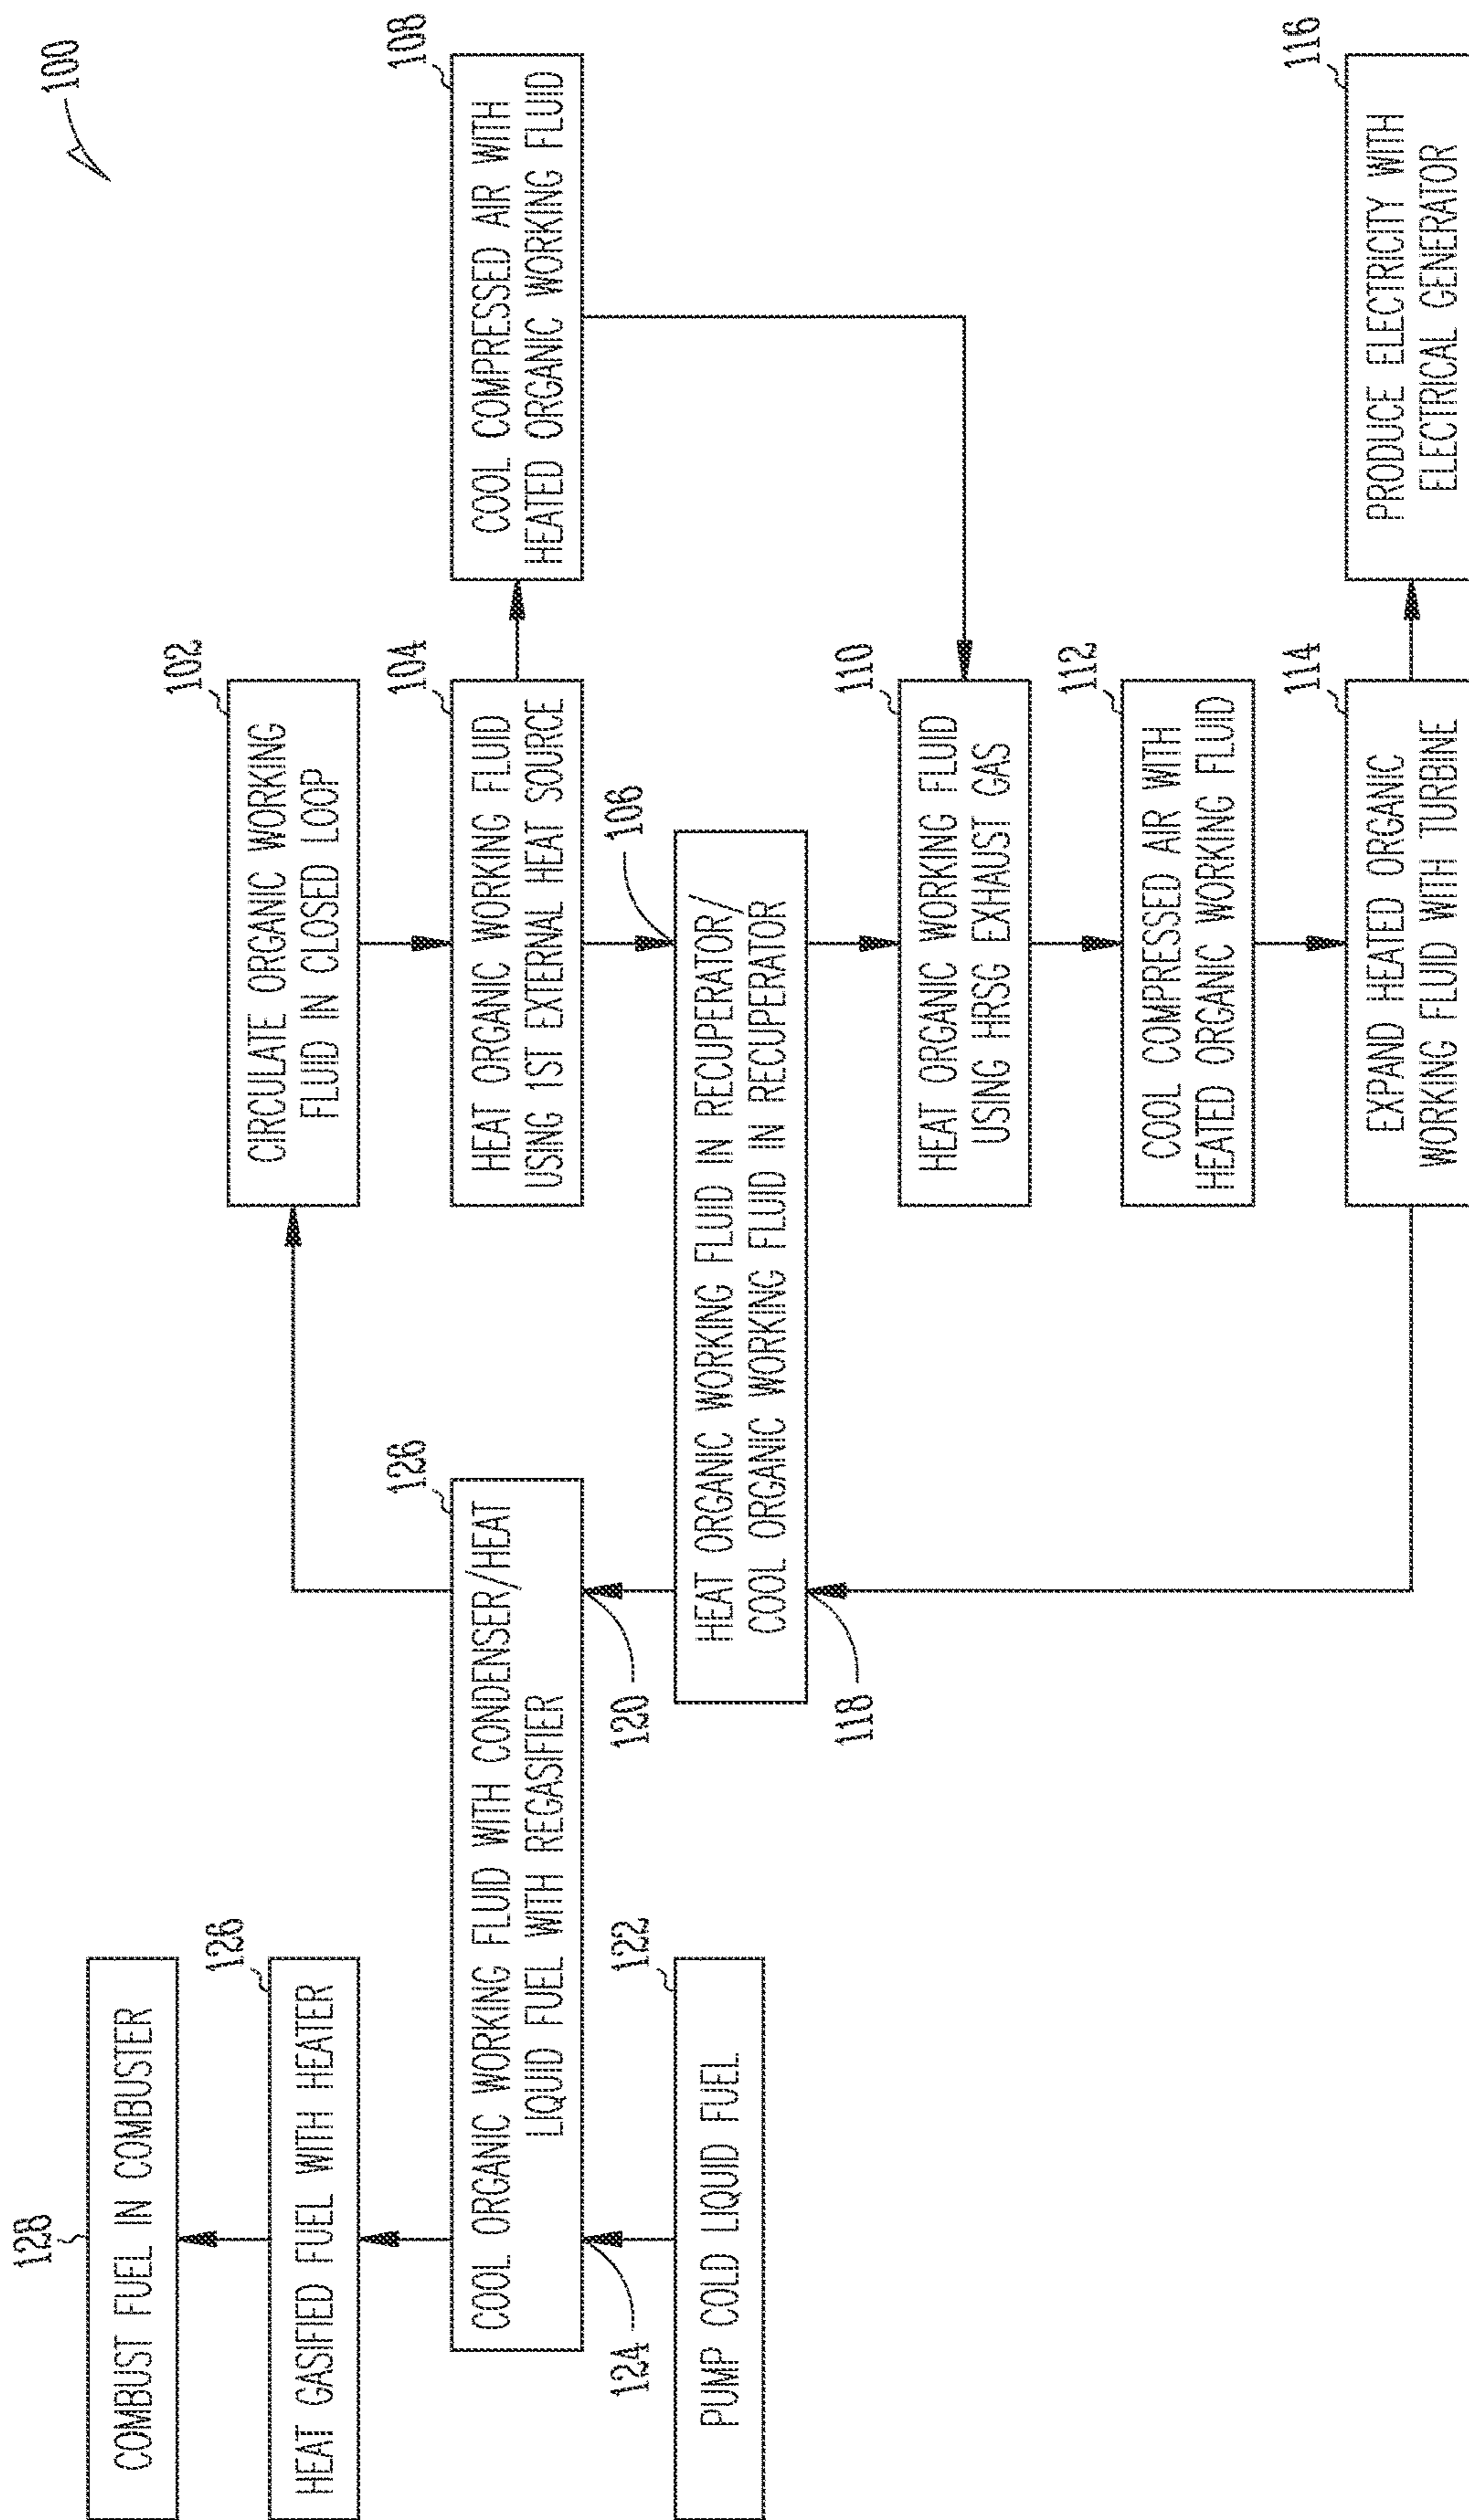 100
128
COMBUST FUEL IN COMBUSTER
126
HEAT GASIFIED FUEL WITH HEATER
102
CIRCULATE ORGANIC WORKING
FLUID IN CLOSED LOOP
126
COOL ORGANIC WORKING FLUID WITH CONDENSER/HEAT
LIQUID FUEL WITH REGASIFIER
104
HEAT ORGANIC WORKING FLUID
USING 1ST EXTERNAL HEAT SOURCE
108
COOL COMPRESSED AIR WITH
HEATED ORGANIC WORKING FLUID
124
120
106
122
PUMP COLD LIQUID FUEL
HEAT ORGANIC WORKING FLUID IN RECUPERATOR/
COOL ORGANIC WORKING FLUID IN RECUPERATOR
118
110
HEAT ORGANIC WORKING FLUID
USING HRSG EXHAUST GAS
112
COOL COMPRESSED AIR WITH
HEATED ORGANIC WORKING FLUID
114
EXPAND HEATED ORGANIC
WORKING FLUID WITH TURBINE
116
PRODUCE ELECTRICITY WITH
ELECTRICAL GENERATOR